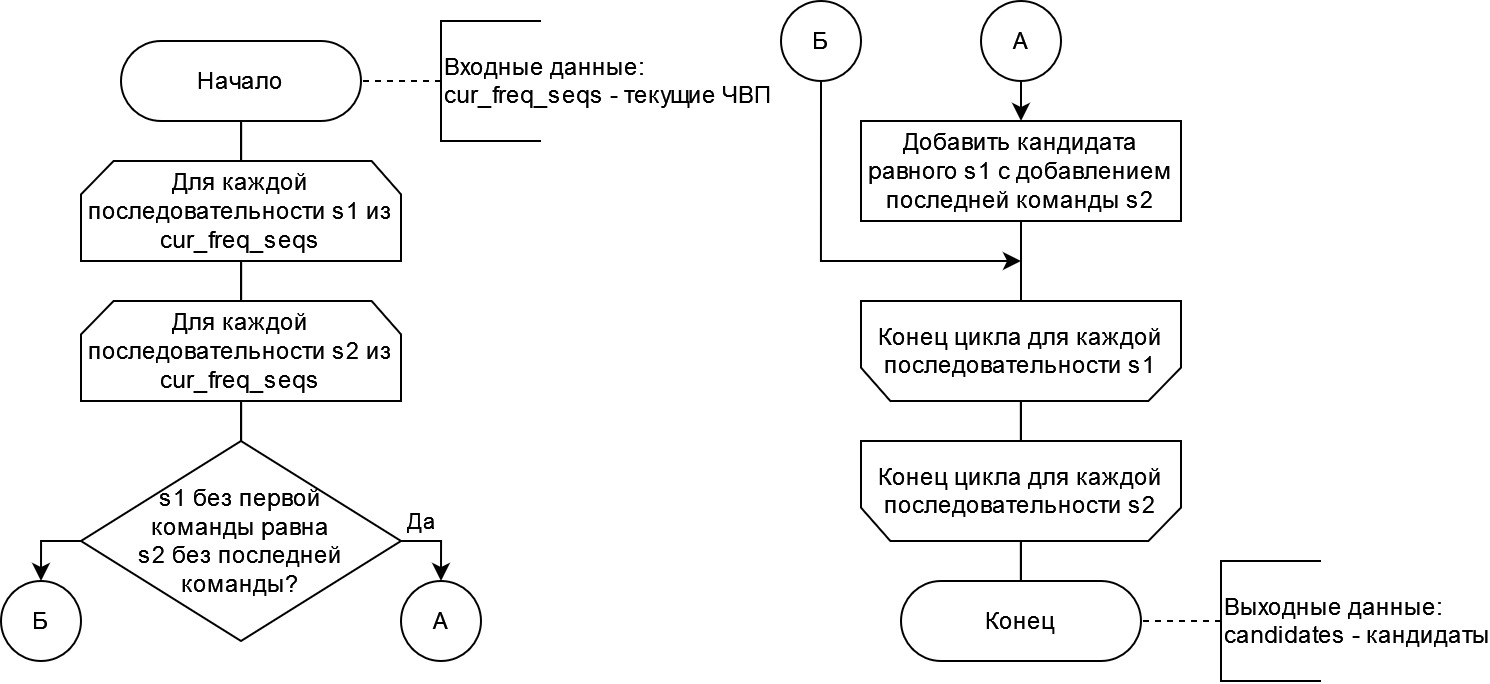 Начало
Входные данные:
cur_freq_seqs - текущие ЧВП
Для каждой
последовательности s1 из
cur_freq_seqs
Для каждой
последовательности s2 из
cur_freq_seqs
s1 без первой
команды равна
s2 без последней
команды?
Да
Б
А
Б
А
Добавить кандидата
равного s1 с добавлением
последней команды s2
Конец цикла для каждой
последовательности s1
Конец цикла для каждой
последовательности s2
Конец
Выходные данные:
candidates - кандидаты